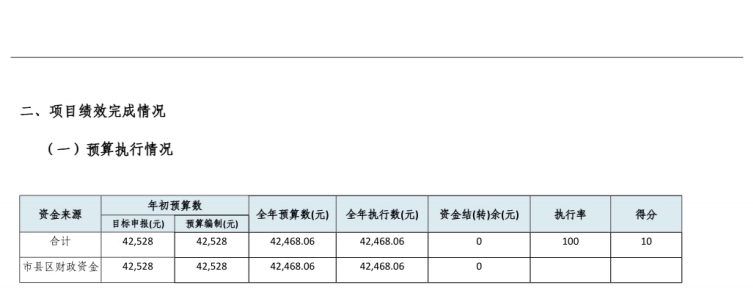 二、项目绩效完成情况
（一）预算执行情况
资金来源 年初预算数 全年预算数(元) 全年执行数(元) 资金结(转)余(元) 执行率 得分
目标申报(元) 预算编制(元)
合计 42,528 42,528 42,468.06 42,468.06 0 100 10
市县区财政资金 42,528 42,528 42,468.06 42,468.06 0